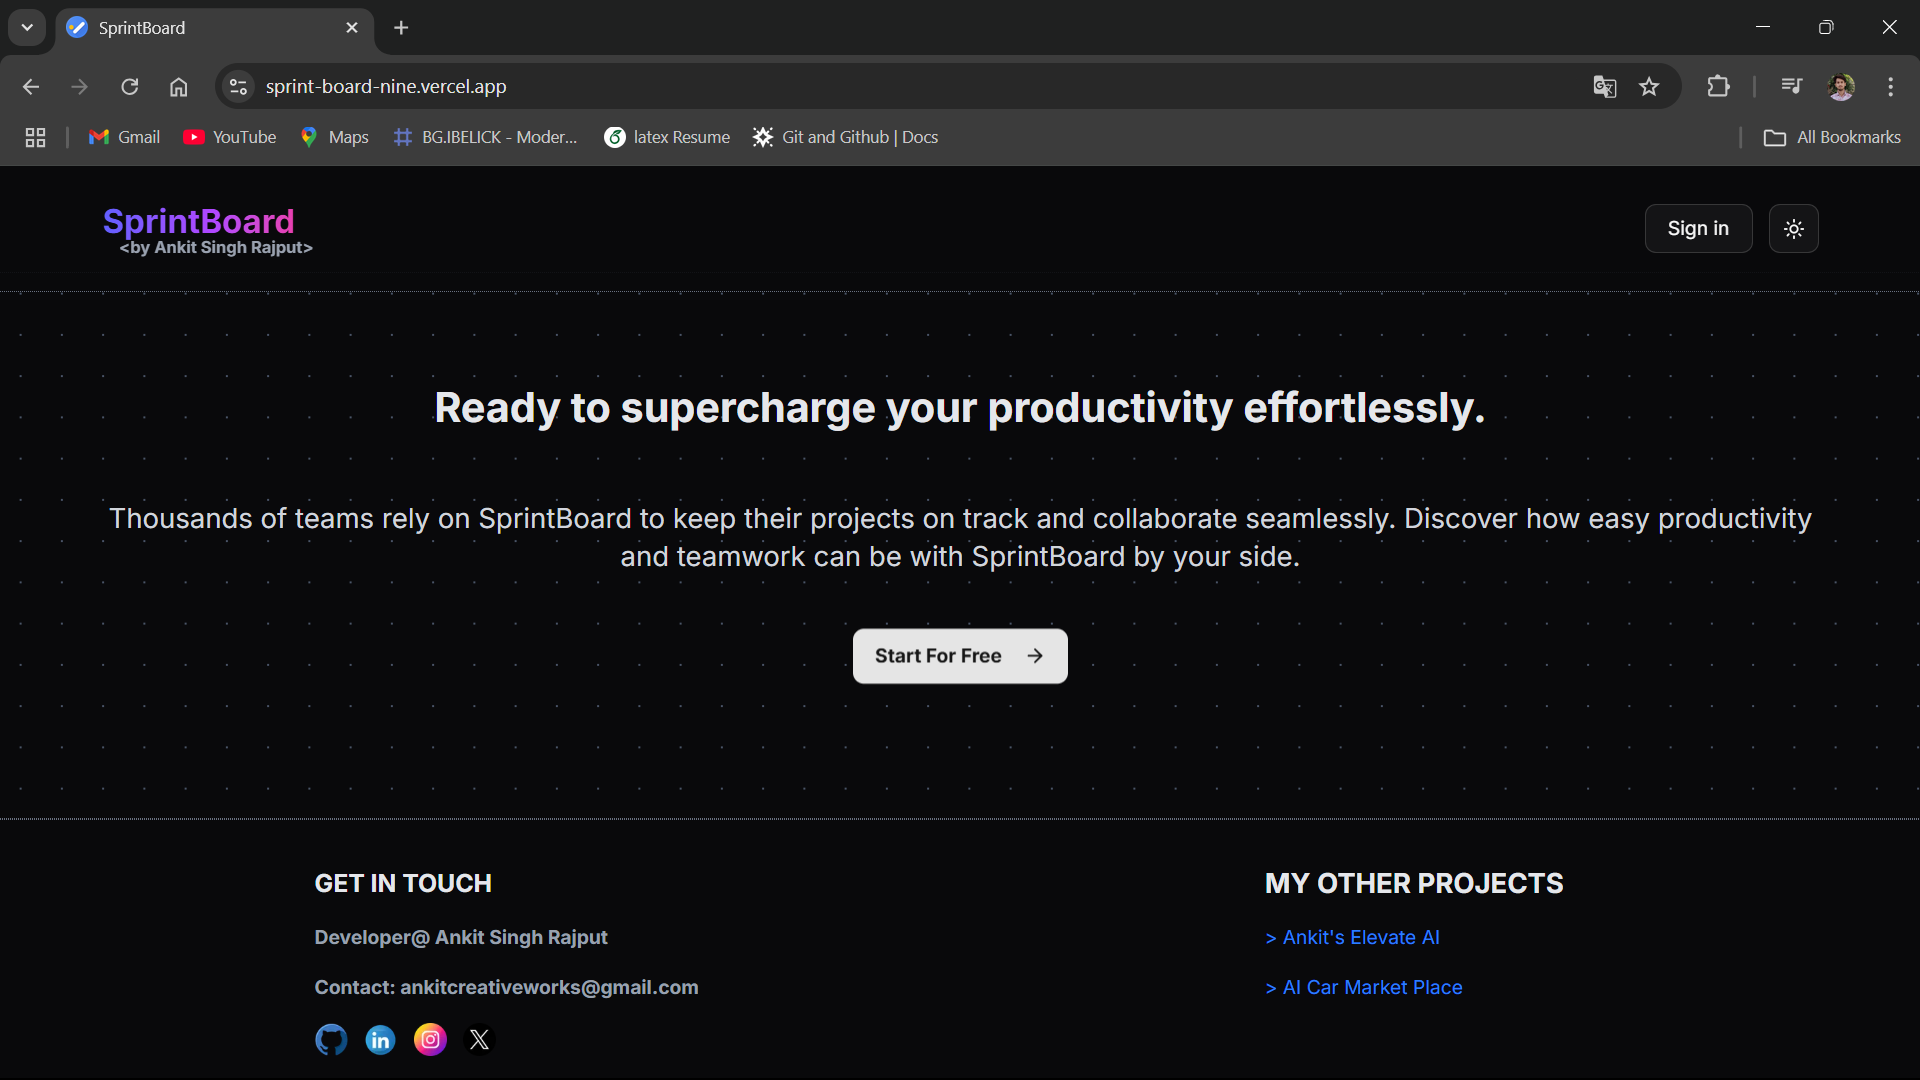 SprintBoard
sprint-board-nine.vercel.app
Gmail
YouTube
Maps
BG.IBELICK - Moder...
latex Resume
Git and Github | Docs
All Bookmarks
SprintBoard
<by Ankit Singh Rajput>
Sign in
Ready to supercharge your productivity effortlessly.
Thousands of teams rely on SprintBoard to keep their projects on track and collaborate seamlessly. Discover how easy productivity
and teamwork can be with SprintBoard by your side.
Start For Free
GET IN TOUCH
Developer@ Ankit Singh Rajput
Contact: ankitcreativeworks@gmail.com
MY OTHER PROJECTS
> Ankit's Elevate AI
> AI Car Market Place